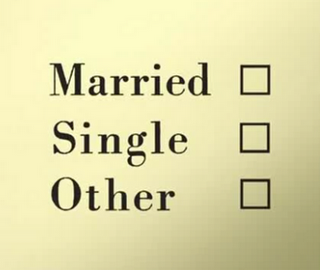 Married ☐
Single ☐
Other ☐